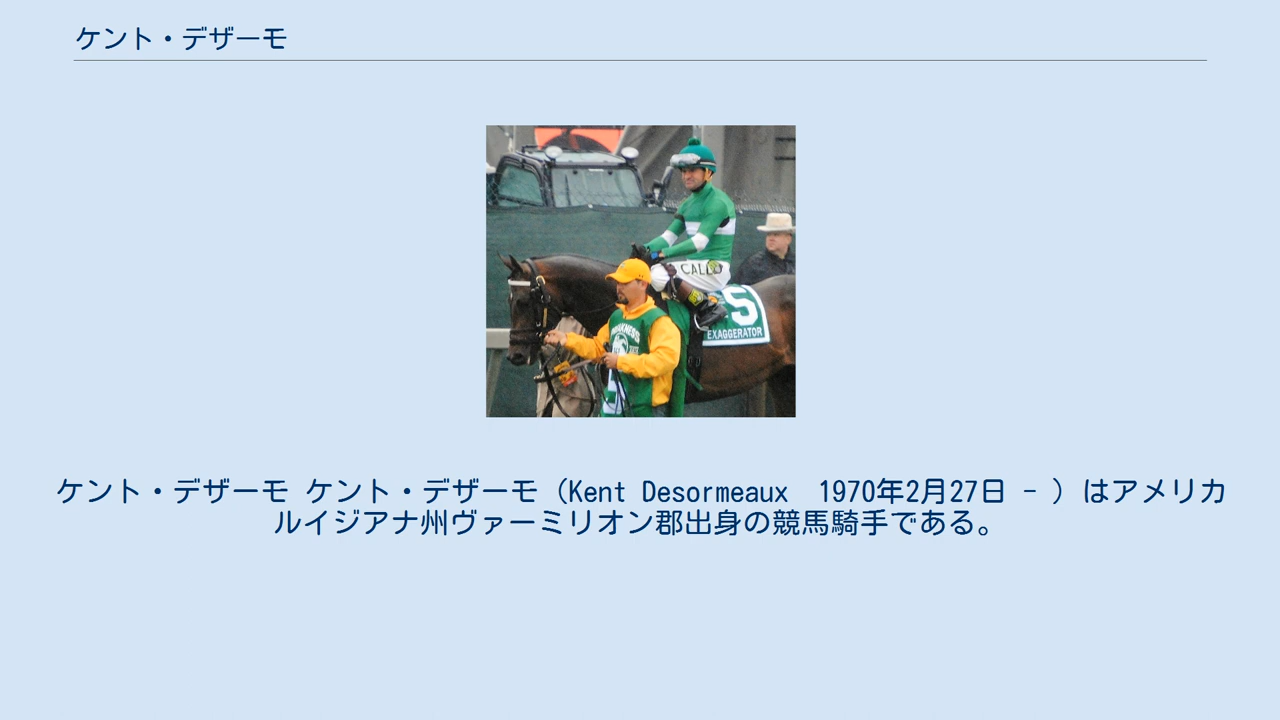 ケント・デザーモ
CALLO
5
EXAGGERATOR
ケント・デザーモ ケント・デザーモ（Kent Desormeaux  1970年2月27日 - ）はアメリカ
ルイジアナ州ヴァーミリオン郡出身の競馬騎手である。